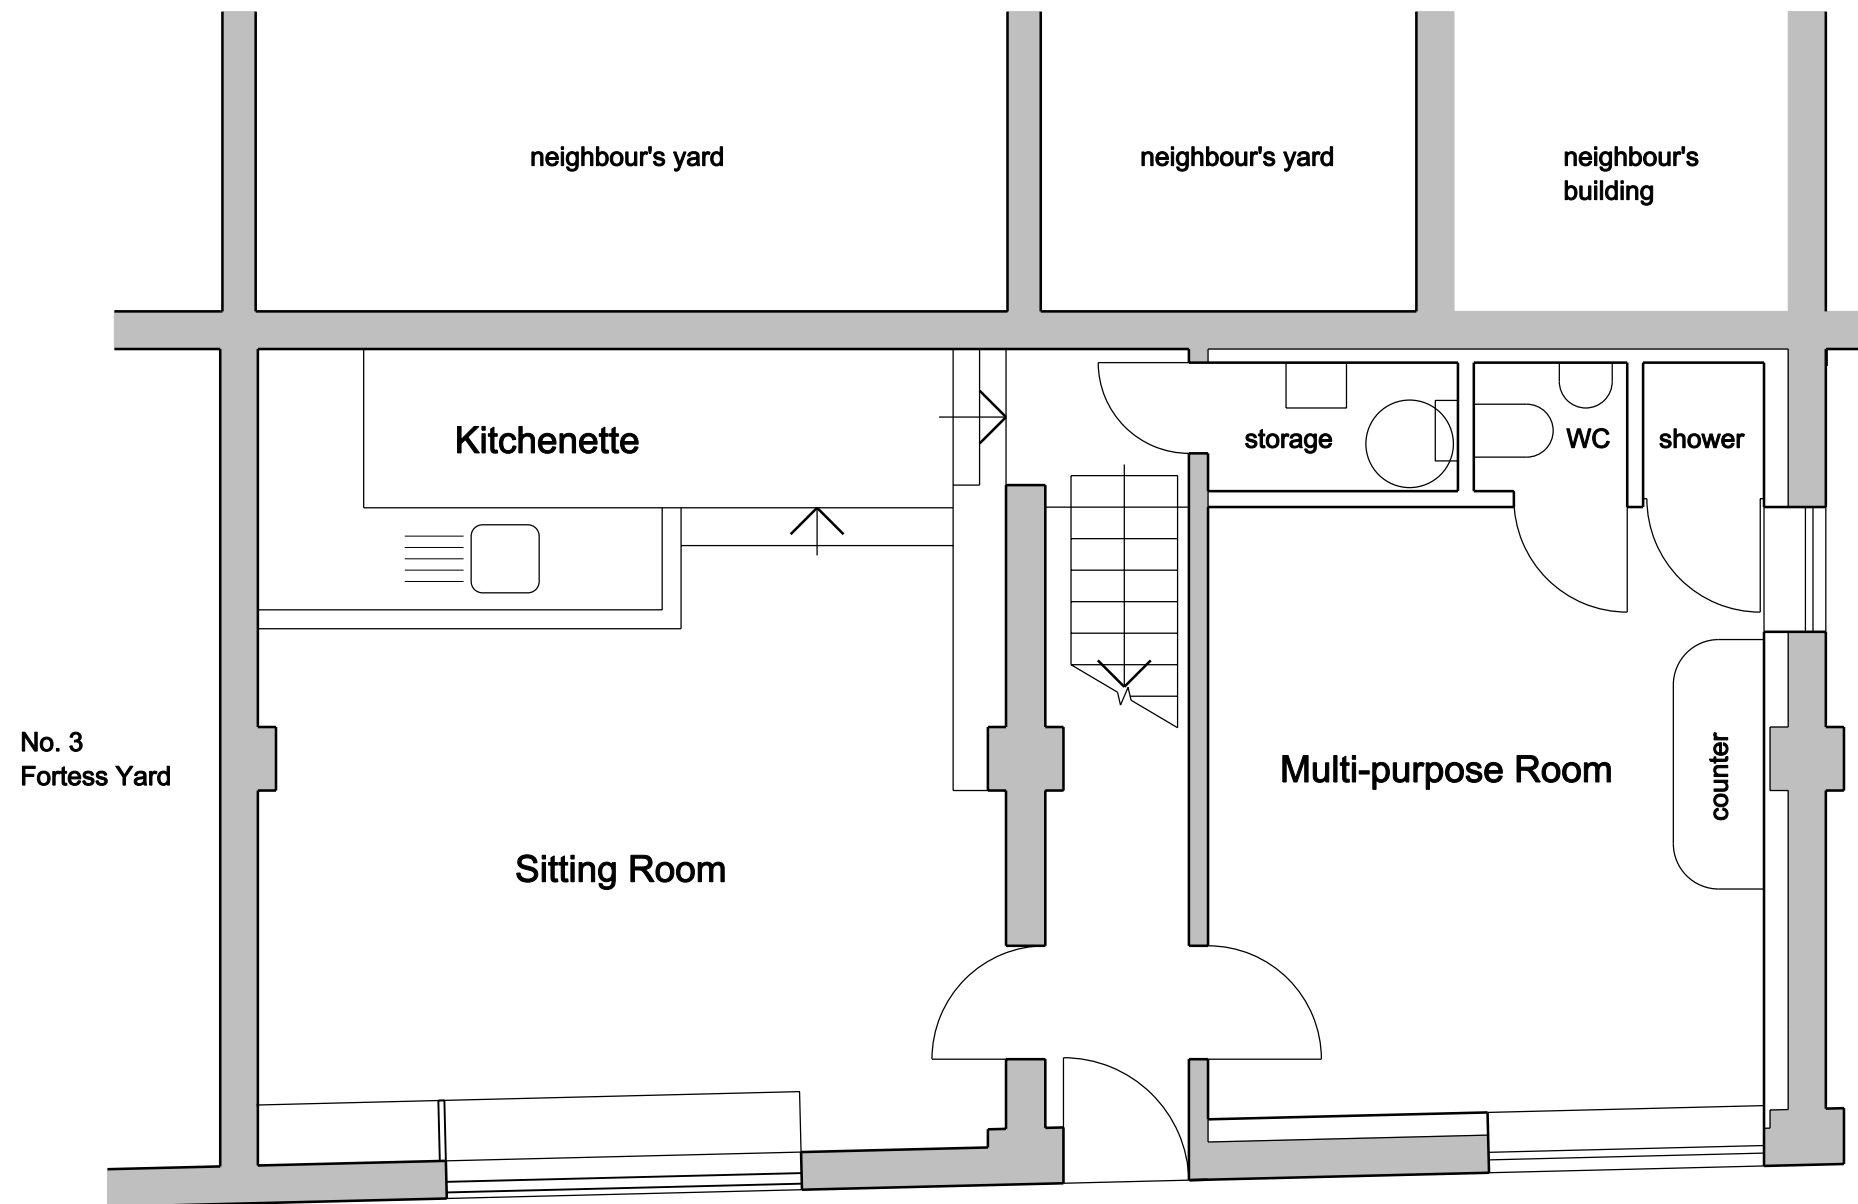 neighbour's yard
neighbour's yard
neighbour's
building
Kitchenette
storage
WC
shower
No. 3
Fortess Yard
Multi-purpose Room
counter
Sitting Room